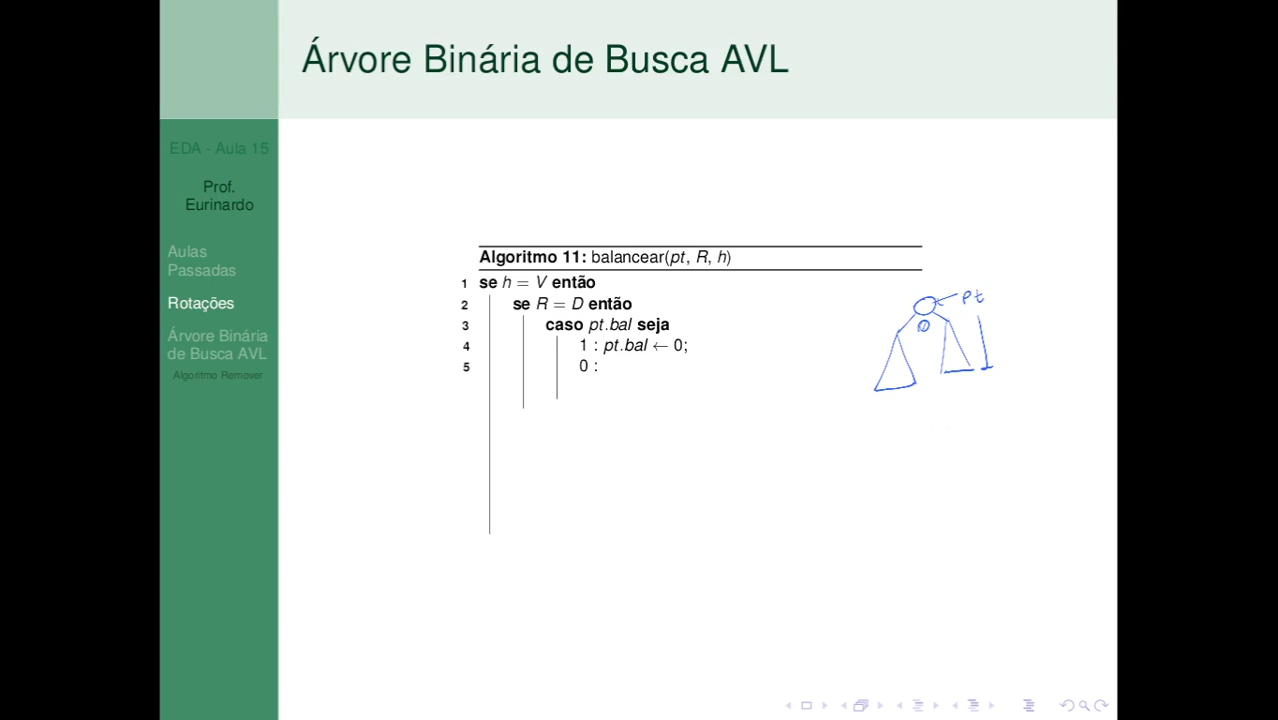 Árvore Binária de Busca AVL
EDA - Aula 15
Prof.
Eurinardo
Aulas
Passadas
Rotações
Árvore Binária
de Busca AVL
Algoritmo Remover
Algoritmo 11: balancear(pt, R, h)
1 se h = V então
2 se R = D então
3 caso pt.bal seja
4 1 : pt.bal ← 0;
5 0 :
pt
0